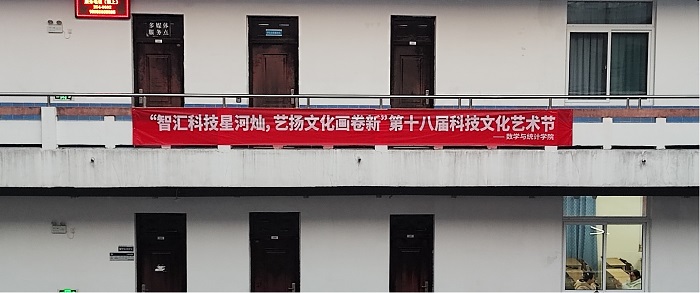 多媒体
服务点
“智汇科技星河灿，艺扬文化画卷新”第十八届科技文化艺术节
——数学与统计学院